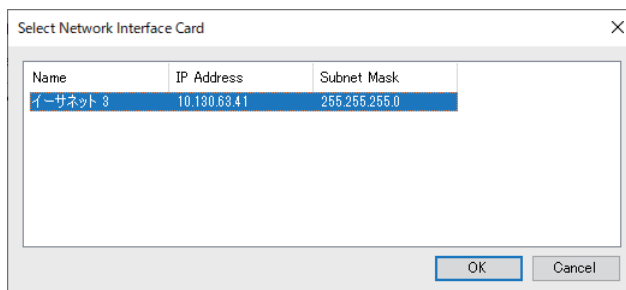 Select Network Interface Card
Name IP Address Subnet Mask
イーサネット 3 10.130.63.41 255.255.255.0
OK Cancel